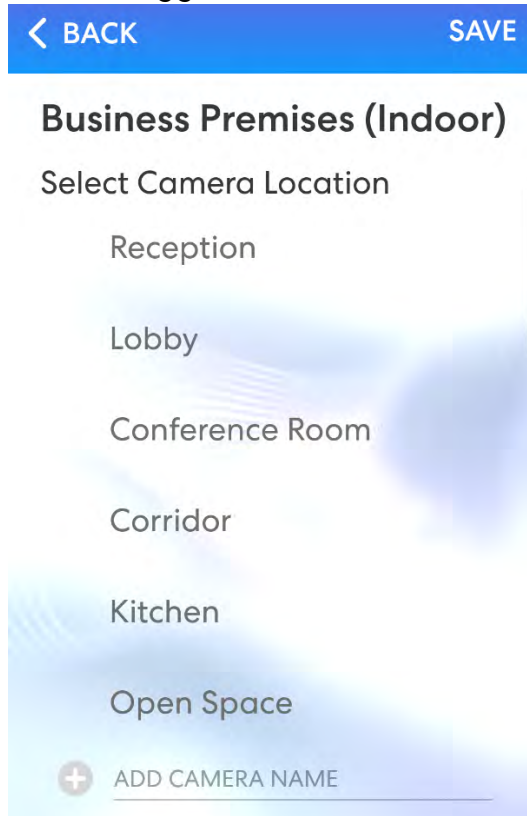 BACK SAVE
Business Premises (Indoor)
Select Camera Location
Reception
Lobby
Conference Room
Corridor
Kitchen
Open Space
ADD CAMERA NAME